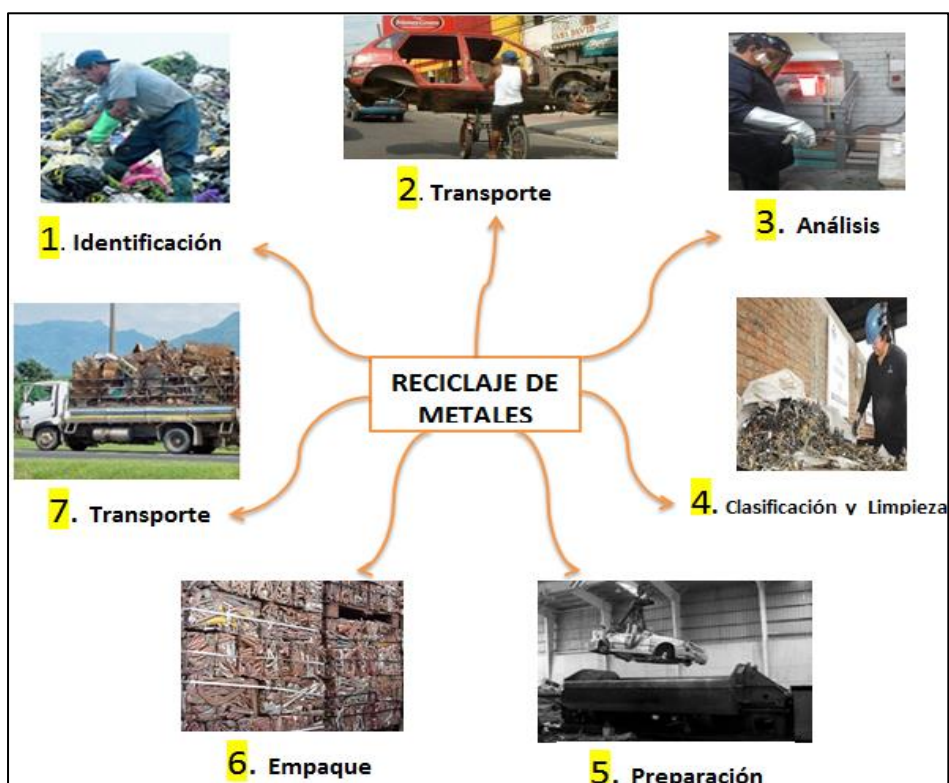 1. Identificación
2. Transporte
3. Análisis
4. Clasificación y Limpieza
5. Preparación
6. Empaque
7. Transporte
RECICLAJE DE
METALES